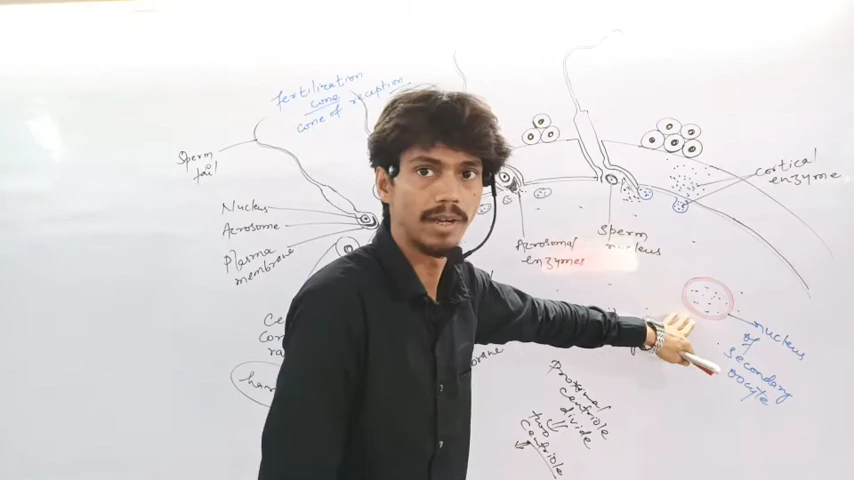 fertilization
cone
cone of reception
Sperm
tail
Nucleus
Acrosome
Plasma
membrane
cortical
enzyme
Acrosomal
enzymes
Sperm
nucleus
nucleus
of
secondary
oocyte
Proximal
centriole
divide
two
centriole